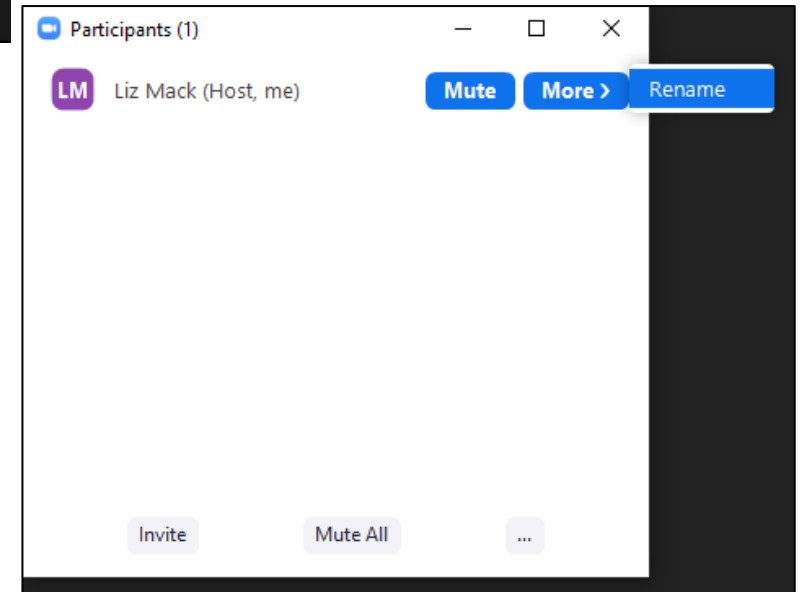 Participants (1)
LM Liz Mack (Host, me) Mute More > Rename
Invite Mute All ...